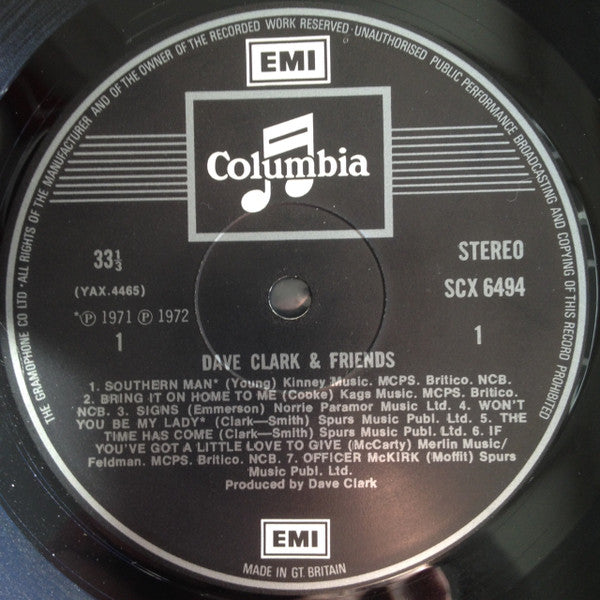 THE GRAMOPHONE CO LTD · ALL RIGHTS OF THE MANUFACTURER AND OF THE OWNER OF THE RECORDED WORK RESERVED · UNAUTHORISED PUBLIC PERFORMANCE BROADCASTING AND COPYING OF THIS RECORD PROHIBITED
EMI
Columbia
33⅓
STEREO
(YAX.4465)
SCX 6494
*℗ 1971 ℗ 1972
1
1
DAVE CLARK & FRIENDS
1. SOUTHERN MAN* (Young) Kinney Music. MCPS. Britico. NCB.
2. BRING IT ON HOME TO ME (Cooke) Kags Music. MCPS. Britico.
NCB. 3. SIGNS (Emmerson) Norrie Paramor Music Ltd. 4. WON'T
YOU BE MY LADY* (Clark—Smith) Spurs Music Publ. Ltd. 5. THE
TIME HAS COME (Clark—Smith) Spurs Music Publ. Ltd. 6. IF
YOU'VE GOT A LITTLE LOVE TO GIVE (McCarty) Merlin Music/
Feldman. MCPS. Britico. NCB. 7. OFFICER McKIRK (Moffit) Spurs
Music Publ. Ltd.
Produced by Dave Clark
EMI
MADE IN GT. BRITAIN